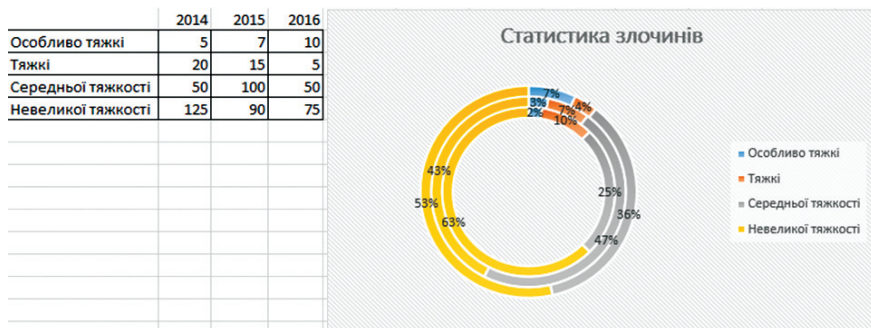 2014 2015 2016
Особливо тяжкі 5 7 10
Тяжкі 20 15 5
Середньої тяжкості 50 100 50
Невеликої тяжкості 125 90 75
Статистика злочинів
7%
3% 4%
2% 7%
10%
43%
25%
53% 36%
63%
47%
Особливо тяжкі
Тяжкі
Середньої тяжкості
Невеликої тяжкості